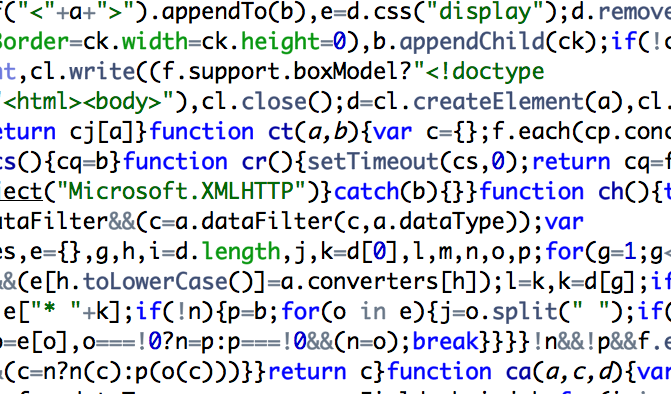 f("<"+a+">").appendTo(b),e=d.css("display");d.remove
Border=ck.width=ck.height=0),b.appendChild(ck);if(!c
nt,cl.write((f.support.boxModel?"<!doctype
"<html><body>"),cl.close();d=cl.createElement(a),cl.
eturn cj[a]}function ct(a,b){var c={};f.each(cp.conc
cs(){cq=b}function cr(){setTimeout(cs,0);return cq=f
ject("Microsoft.XMLHTTP")}catch(b){}}function ch(){t
ataFilter&&(c=a.dataFilter(c,a.dataType));var
es,e={},g,h,i=d.length,j,k=d[0],l,m,n,o,p;for(g=1;g<
&(e[h.toLowerCase()]=a.converters[h]);l=k,k=d[g];if
e["* "+k];if(!n){p=b;for(o in e){j=o.split(" ");if(
o=e[o],o===!0?n=p:p===!0&&(n=o);break}}}}!n&&!p&&f.e
&(c=n?n(c):p(o(c)))}}return c}function ca(a,c,d){var